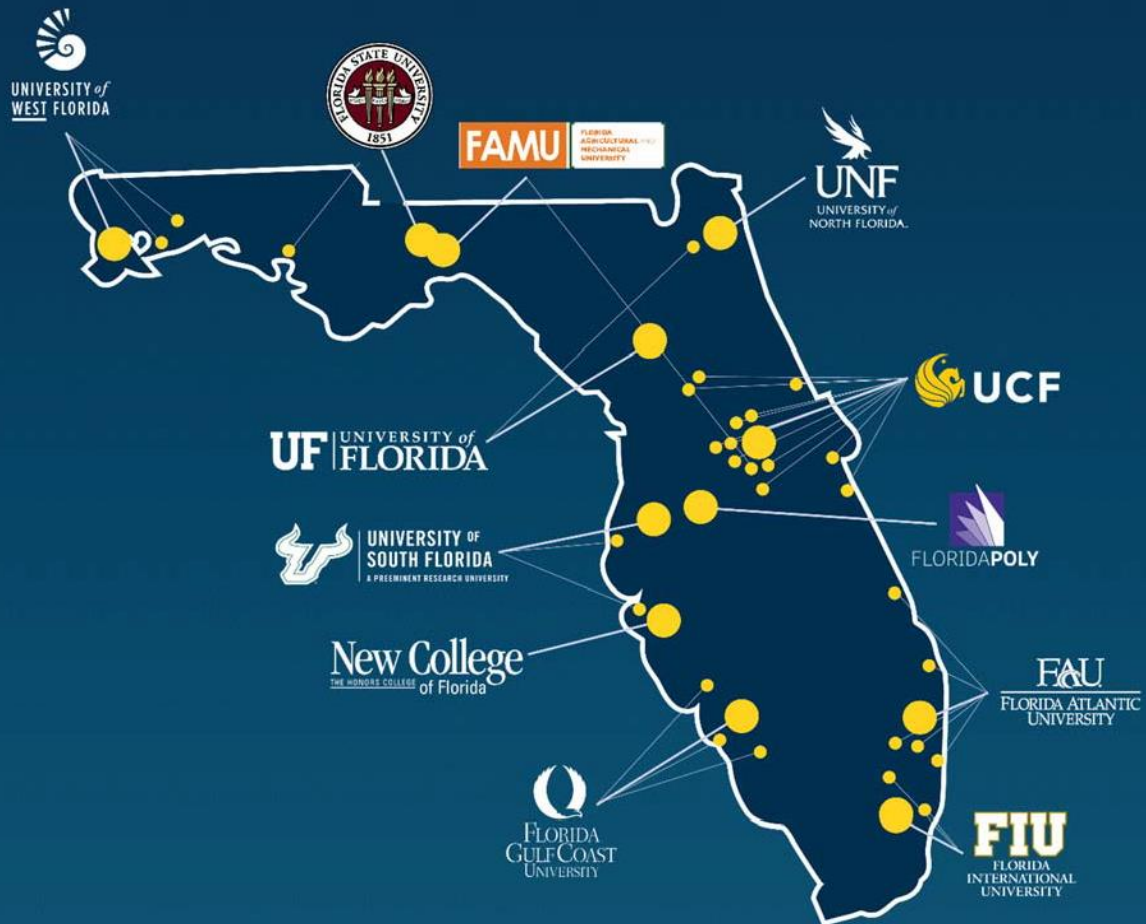 UNIVERSITY of
WEST FLORIDA
FLORIDA STATE UNIVERSITY
1851
FAMU
FLORIDA
AGRICULTURAL AND
MECHANICAL
UNIVERSITY
UNF
UNIVERSITY of
NORTH FLORIDA.
UCF
UF
UNIVERSITY of
FLORIDA
UNIVERSITY OF
SOUTH FLORIDA
A PREEMINENT RESEARCH UNIVERSITY
FLORIDAPOLY
New College
THE HONORS COLLEGE of Florida
FAU
FLORIDA ATLANTIC
UNIVERSITY
FLORIDA
GULF COAST
UNIVERSITY
FIU
FLORIDA
INTERNATIONAL
UNIVERSITY